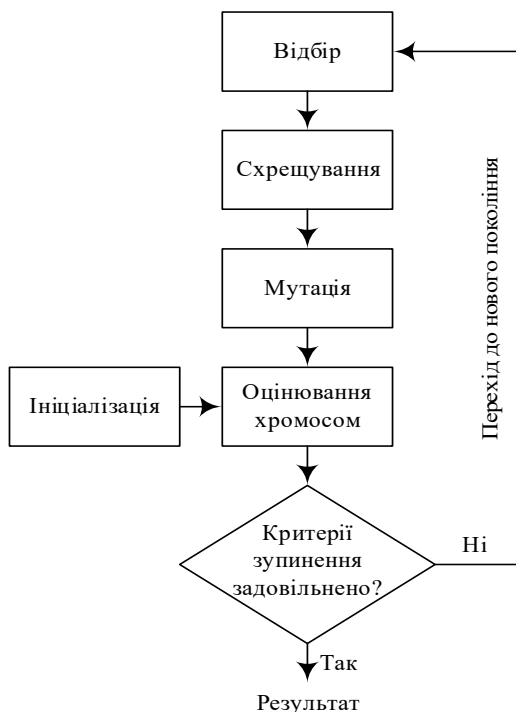 Відбір
Схрещування
Перехід до нового покоління
Мутація
Ініціалізація
Оцінювання
хромосом
Критерії
зупинення
задовільнено?
Ні
Так
Результат